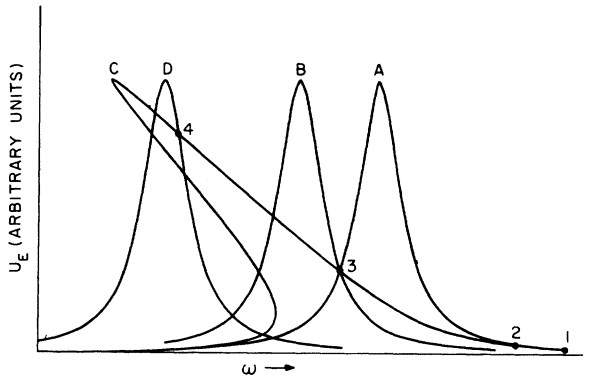 C D B A
4
3
2 1
U_E (ARBITRARY UNITS)
ω →